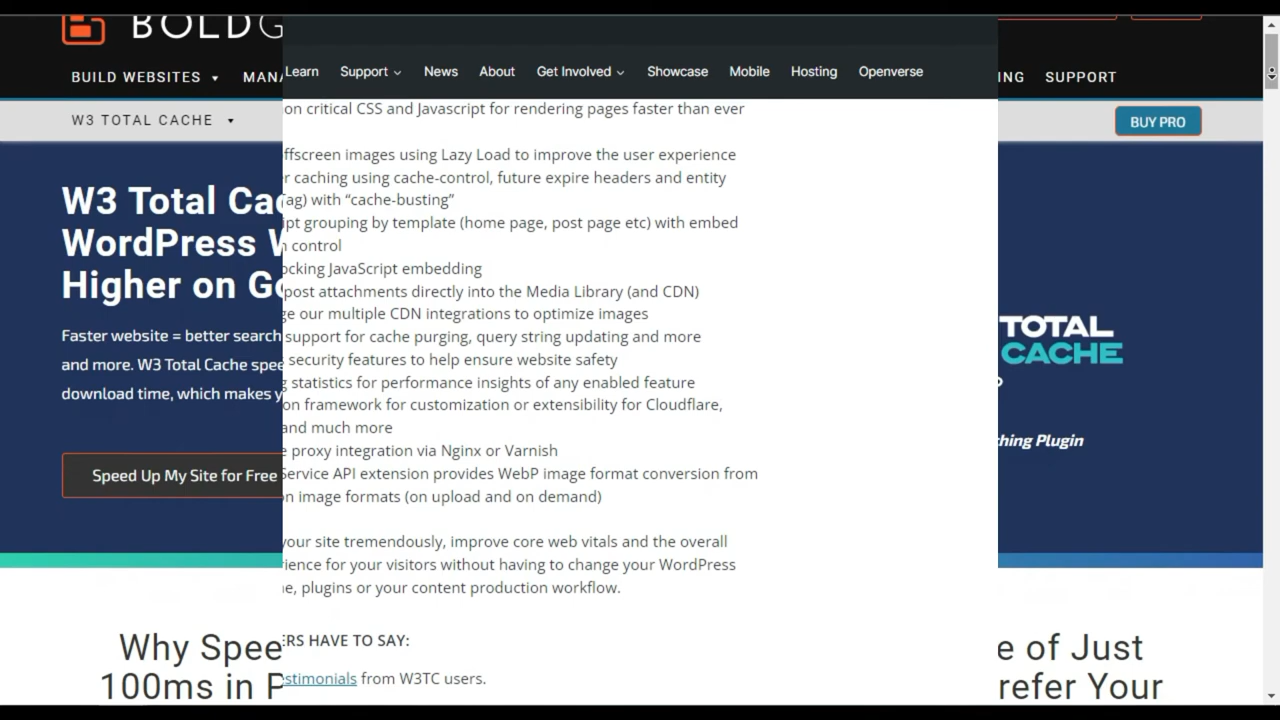 BOLDG
BUILD WEBSITES
MAN
Learn
Support
News
About
Get Involved
Showcase
Mobile
Hosting
Openverse
ING
SUPPORT
W3 TOTAL CACHE
BUY PRO
on critical CSS and Javascript for rendering pages faster than ever
ffscreen images using Lazy Load to improve the user experience
r caching using cache-control, future expire headers and entity
ag) with “cache-busting”
ipt grouping by template (home page, post page etc) with embed
n control
ocking JavaScript embedding
post attachments directly into the Media Library (and CDN)
ge our multiple CDN integrations to optimize images
support for cache purging, query string updating and more
security features to help ensure website safety
g statistics for performance insights of any enabled feature
on framework for customization or extensibility for Cloudflare,
and much more
e proxy integration via Nginx or Varnish
Service API extension provides WebP image format conversion from
on image formats (on upload and on demand)
your site tremendously, improve core web vitals and the overall
ience for your visitors without having to change your WordPress
e, plugins or your content production workflow.
ERS HAVE TO SAY:
stimonials from W3TC users.
W3 Total Cac
WordPress W
Higher on Go
Faster website = better search
and more. W3 Total Cache spee
download time, which makes y
Speed Up My Site for Free
TOTAL
CACHE
hing Plugin
Why Spee
100ms in P
e of Just
refer Your